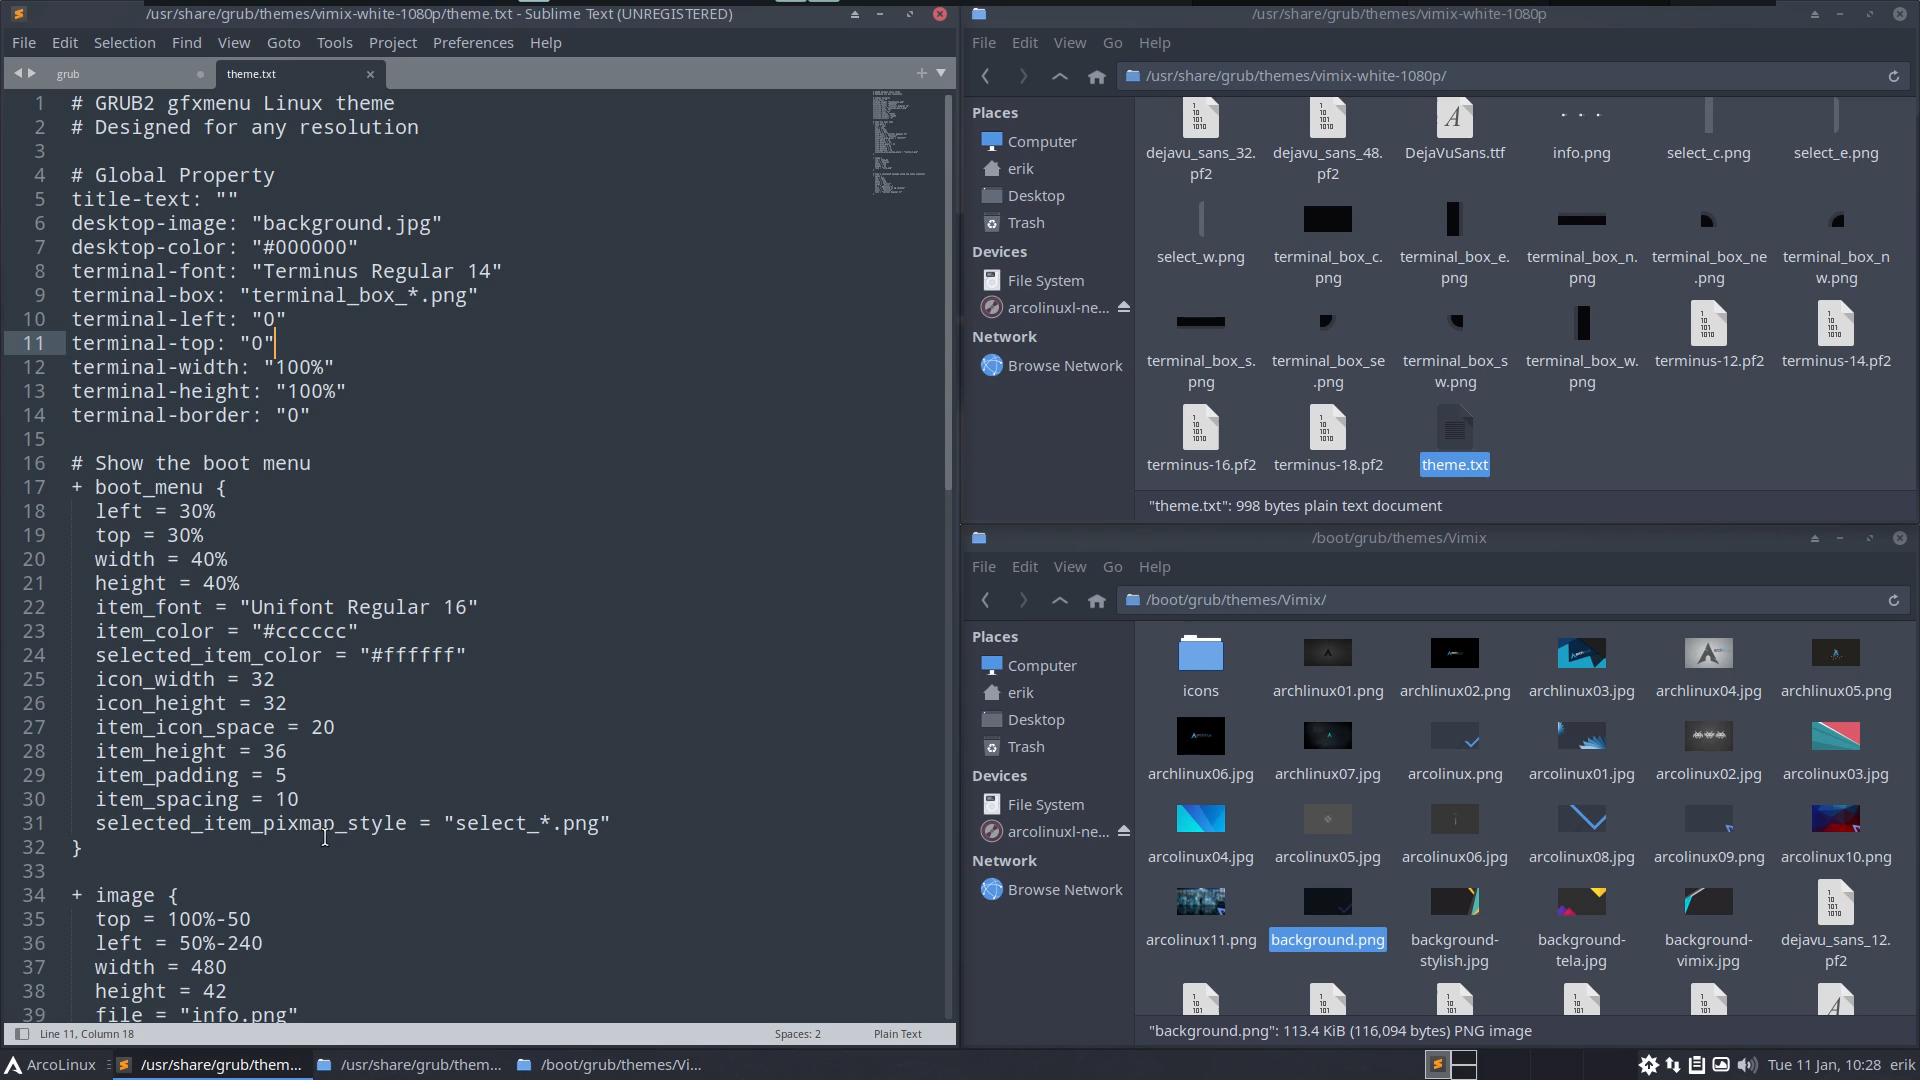 /usr/share/grub/themes/vimix-white-1080p/theme.txt - Sublime Text (UNREGISTERED)
File Edit Selection Find View Goto Tools Project Preferences Help
grub
theme.txt
1 # GRUB2 gfxmenu Linux theme
2 # Designed for any resolution
3
4 # Global Property
5 title-text: ""
6 desktop-image: "background.jpg"
7 desktop-color: "#000000"
8 terminal-font: "Terminus Regular 14"
9 terminal-box: "terminal_box_*.png"
10 terminal-left: "0"
11 terminal-top: "0"
12 terminal-width: "100%"
13 terminal-height: "100%"
14 terminal-border: "0"
15
16 # Show the boot menu
17 + boot_menu {
18 left = 30%
19 top = 30%
20 width = 40%
21 height = 40%
22 item_font = "Unifont Regular 16"
23 item_color = "#cccccc"
24 selected_item_color = "#ffffff"
25 icon_width = 32
26 icon_height = 32
27 item_icon_space = 20
28 item_height = 36
29 item_padding = 5
30 item_spacing = 10
31 selected_item_pixmap_style = "select_*.png"
32 }
33
34 + image {
35 top = 100%-50
36 left = 50%-240
37 width = 480
38 height = 42
39 file = "info.png"
Line 11, Column 18
Spaces: 2
Plain Text
/usr/share/grub/themes/vimix-white-1080p
File Edit View Go Help
/usr/share/grub/themes/vimix-white-1080p/
Places
Computer
erik
Desktop
Trash
Devices
File System
arcolinuxl-ne...
Network
Browse Network
dejavu_sans_32.
pf2
dejavu_sans_48.
pf2
DejaVuSans.ttf
info.png
select_c.png
select_e.png
select_w.png
terminal_box_c.
png
terminal_box_e.
png
terminal_box_n.
png
terminal_box_ne
.png
terminal_box_n
w.png
terminal_box_s.
png
terminal_box_se
.png
terminal_box_s
w.png
terminal_box_w.
png
terminus-12.pf2
terminus-14.pf2
terminus-16.pf2
terminus-18.pf2
theme.txt
"theme.txt": 998 bytes plain text document
/boot/grub/themes/Vimix
File Edit View Go Help
/boot/grub/themes/Vimix/
Places
Computer
erik
Desktop
Trash
Devices
File System
arcolinuxl-ne...
Network
Browse Network
icons
archlinux01.png
archlinux02.png
archlinux03.jpg
archlinux04.jpg
archlinux05.png
archlinux06.jpg
archlinux07.jpg
arcolinux.png
arcolinux01.jpg
arcolinux02.jpg
arcolinux03.jpg
arcolinux04.jpg
arcolinux05.jpg
arcolinux06.jpg
arcolinux08.jpg
arcolinux09.png
arcolinux10.png
arcolinux11.png
background.png
background-
stylish.jpg
background-
tela.jpg
background-
vimix.jpg
dejavu_sans_12.
pf2
"background.png": 113.4 KiB (116,094 bytes) PNG image
ArcoLinux
/usr/share/grub/them...
/usr/share/grub/them...
/boot/grub/themes/Vi...
Tue 11 Jan, 10:28
erik